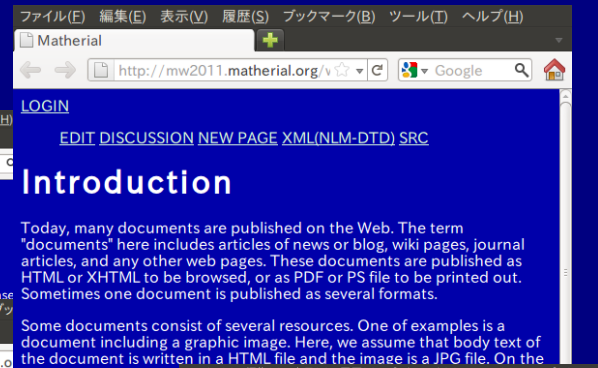 ファイル(F) 編集(E) 表示(V) 履歴(S) ブックマーク(B) ツール(T) ヘルプ(H)
Matherial
http://mw2011.matherial.org/ Google
LOGIN
EDIT DISCUSSION NEW PAGE XML(NLM-DTD) SRC
Introduction
Today, many documents are published on the Web. The term
"documents" here includes articles of news or blog, wiki pages, journal
articles, and any other web pages. These documents are published as
HTML or XHTML to be browsed, or as PDF or PS file to be printed out.
Sometimes one document is published as several formats.
Some documents consist of several resources. One of examples is a
document including a graphic image. Here, we assume that body text of
the document is written in a HTML file and the image is a JPG file. On the